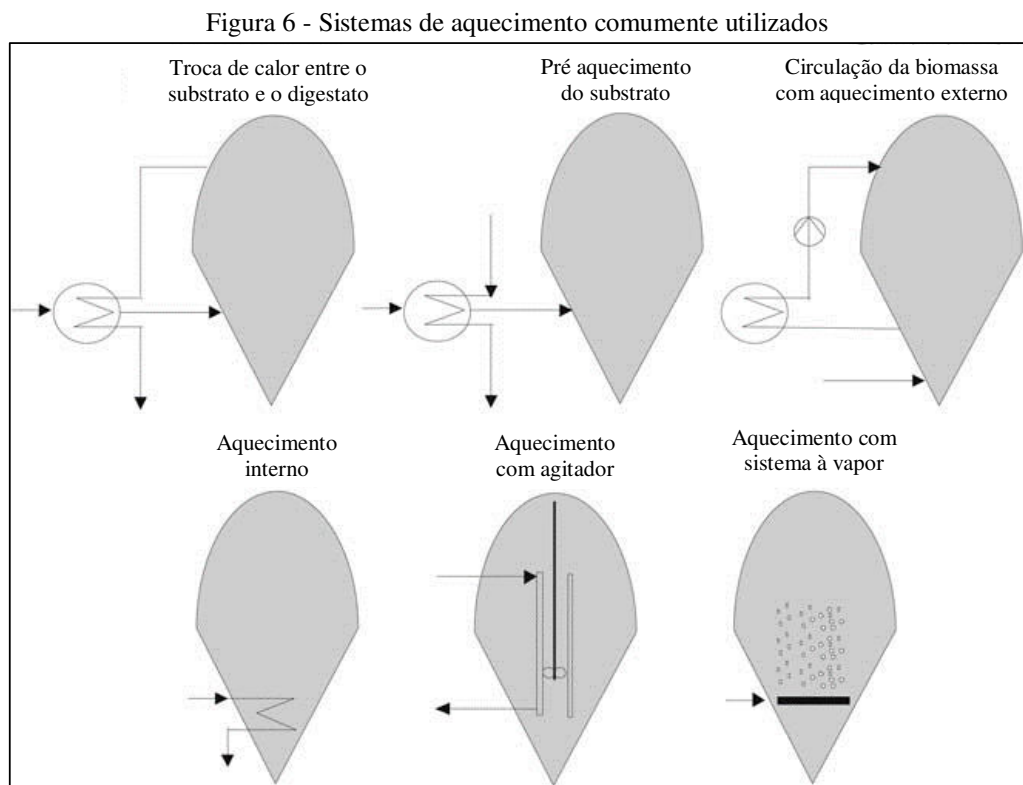 Figura 6 - Sistemas de aquecimento comumente utilizados
Troca de calor entre o
substrato e o digestato
Pré aquecimento
do substrato
Circulação da biomassa
com aquecimento externo
Aquecimento
interno
Aquecimento
com agitador
Aquecimento com
sistema à vapor